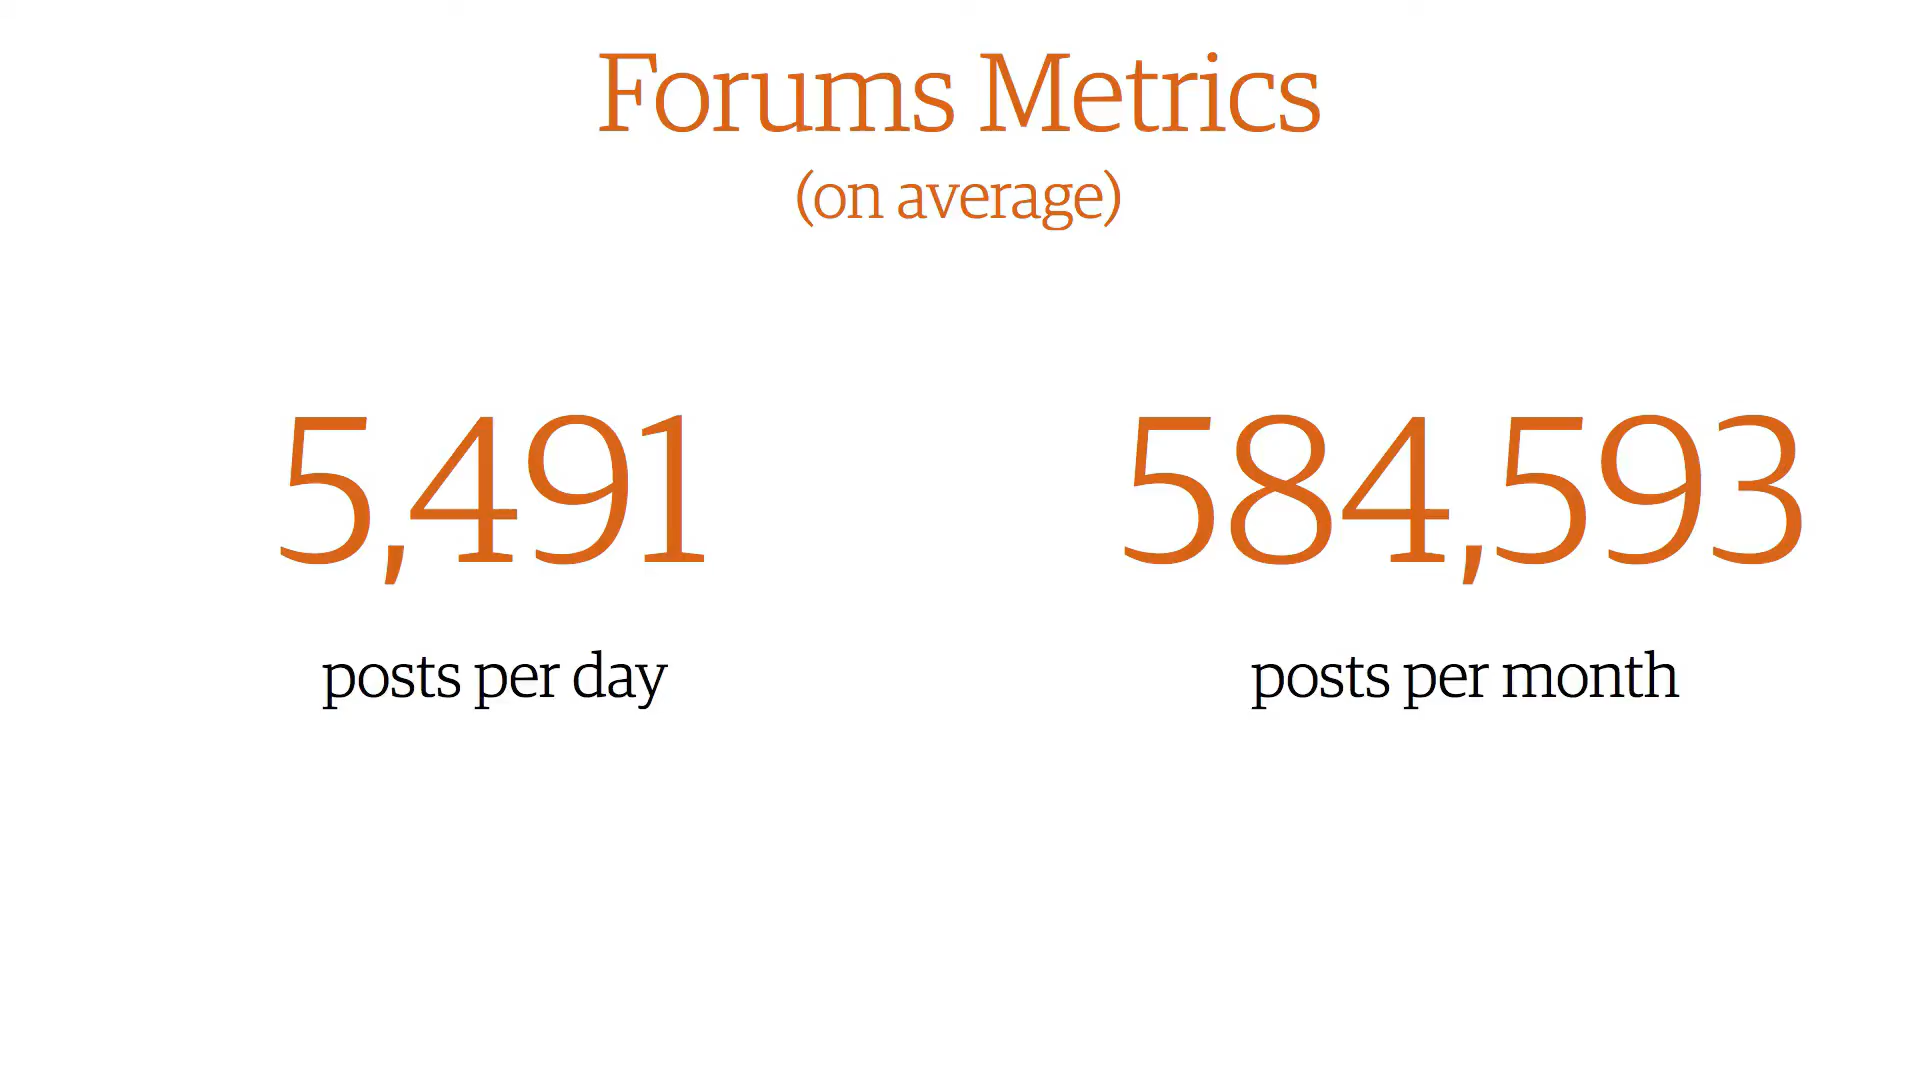 Forums Metrics
(on average)
5,491
posts per day
584,593
posts per month